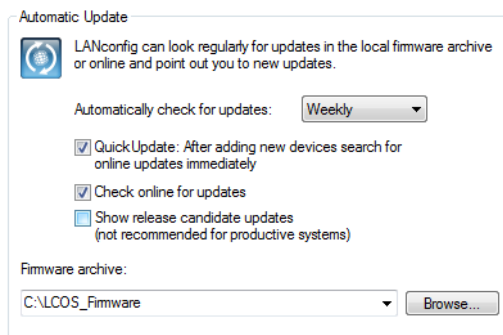 Automatic Update
LANconfig can look regularly for updates in the local firmware archive
or online and point out you to new updates.
Automatically check for updates: Weekly
QuickUpdate: After adding new devices search for
online updates immediately
Check online for updates
Show release candidate updates
(not recommended for productive systems)
Firmware archive:
C:\LCOS_Firmware Browse...